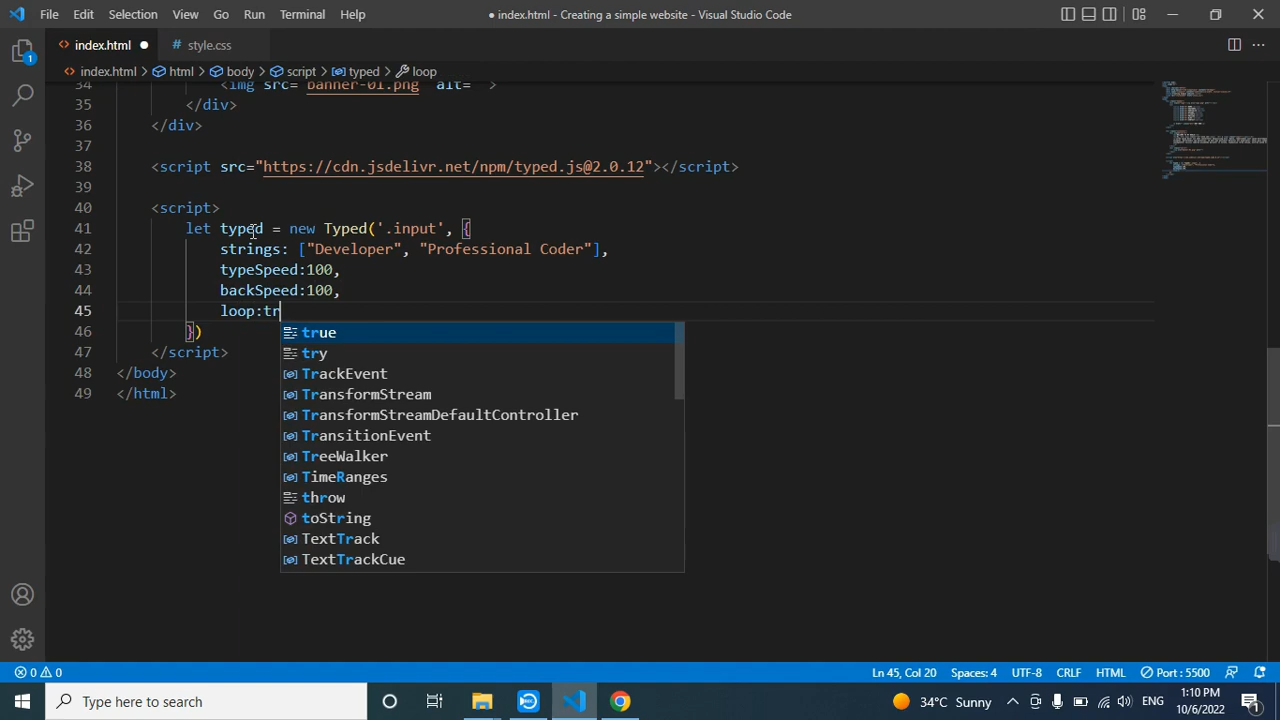 File Edit Selection View Go Run Terminal Help
● index.html - Creating a simple website - Visual Studio Code
index.html ● # style.css
index.html > html > body > script > typed > loop
34 <img src="banner-01.png" alt="">
35 </div>
36 </div>
37
38 <script src="https://cdn.jsdelivr.net/npm/typed.js@2.0.12"></script>
39
40 <script>
41 let typed = new Typed('.input', {
42 strings: ["Developer", "Professional Coder"],
43 typeSpeed:100,
44 backSpeed:100,
45 loop:tr
46 })
47 </script>
48 </body>
49 </html>
true
try
TrackEvent
TransformStream
TransformStreamDefaultController
TransitionEvent
TreeWalker
TimeRanges
throw
toString
TextTrack
TextTrackCue
1
0 0 Ln 45, Col 20 Spaces: 4 UTF-8 CRLF HTML Port : 5500
Type here to search
34°C Sunny ENG 1:10 PM
10/6/2022 1